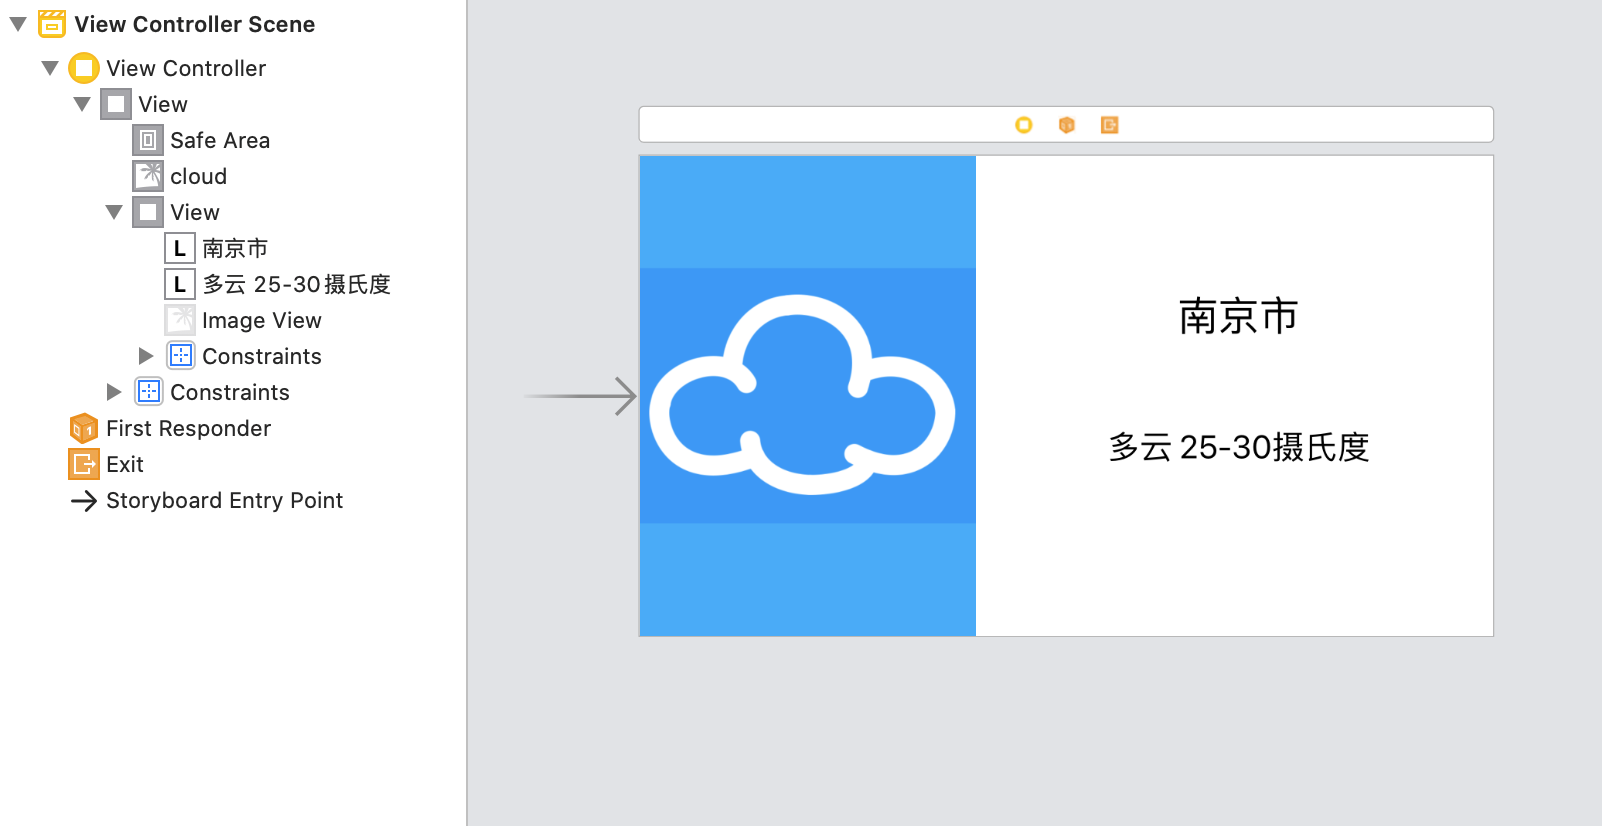 View Controller Scene
View Controller
View
Safe Area
cloud
View
L 南京市
L 多云 25-30摄氏度
Image View
Constraints
Constraints
First Responder
Exit
Storyboard Entry Point
南京市
多云 25-30摄氏度